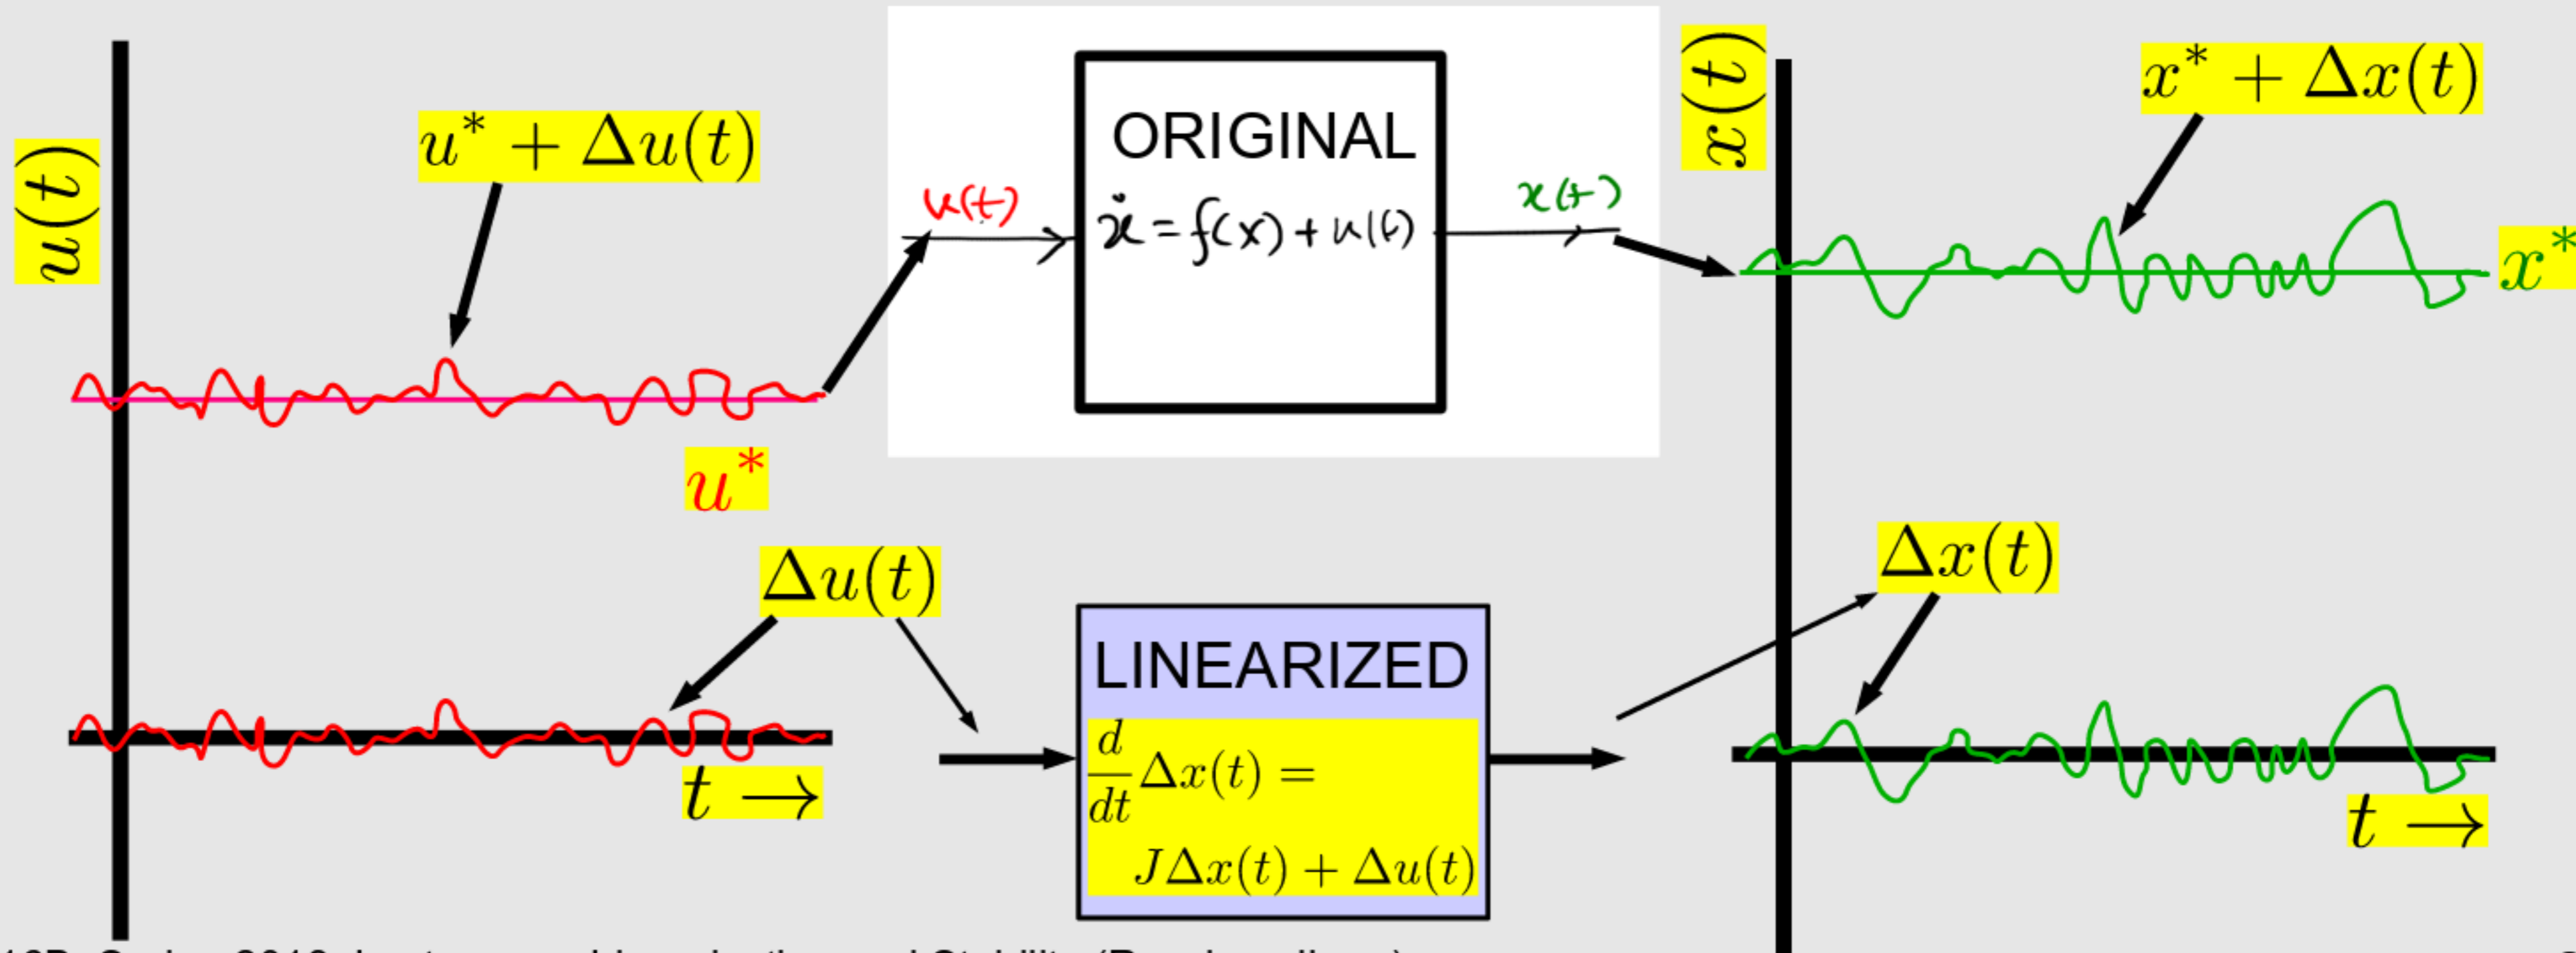 u(t)
u* + Δu(t)
u*
Δu(t)
t →
ORIGINAL
u(t)
ẋ = f(x) + u(t)
x(t)
LINEARIZED
d/dt Δx(t) =
JΔx(t) + Δu(t)
x(t)
x* + Δx(t)
x*
Δx(t)
t →